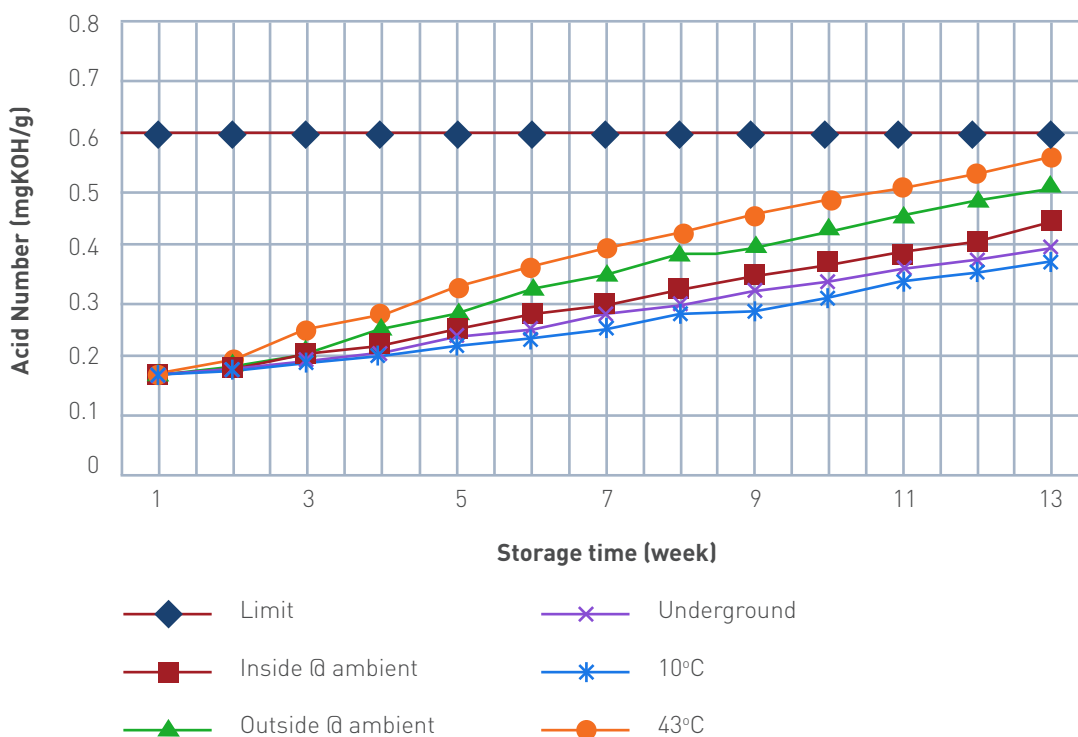 Acid Number (mgKOH/g)
0.8
0.7
0.6
0.5
0.4
0.3
0.2
0.1
0
1 3 5 7 9 11 13
Storage time (week)
Limit
Underground
Inside @ ambient
10°C
Outside @ ambient
43°C